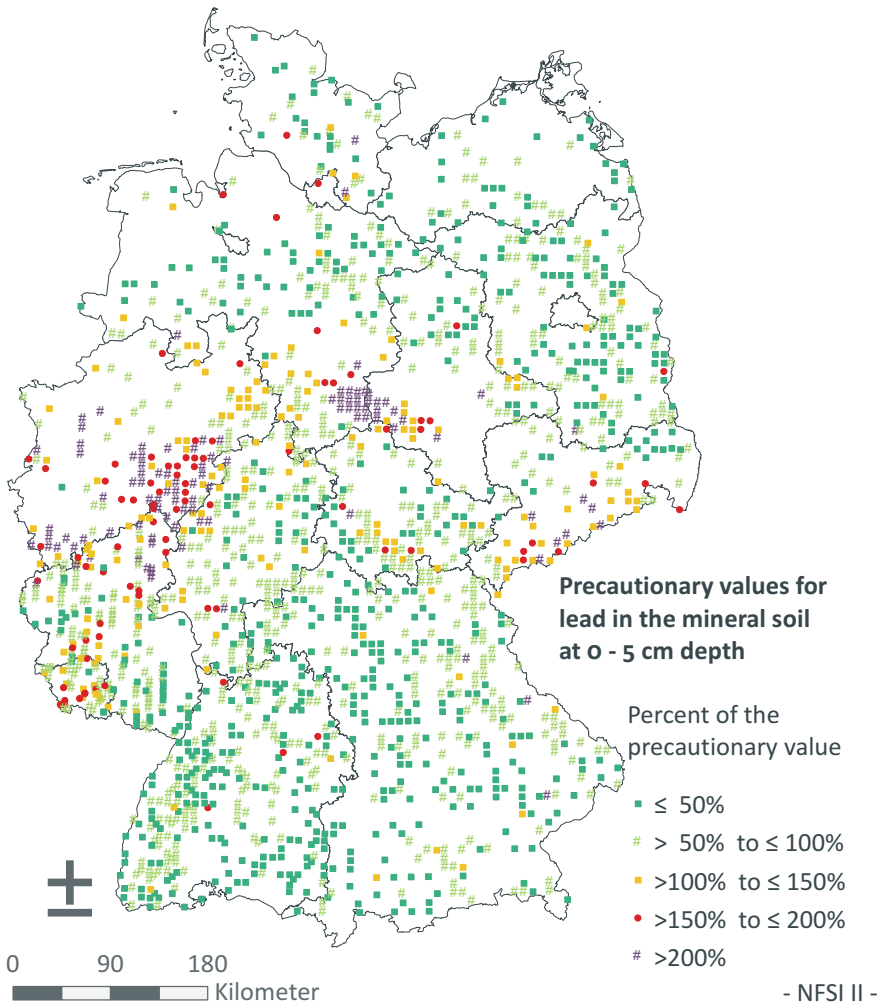 Precautionary values for
lead in the mineral soil
at 0 - 5 cm depth
Percent of the
precautionary value
≤ 50%
> 50% to ≤ 100%
>100% to ≤ 150%
>150% to ≤ 200%
>200%
0 90 180
Kilometer
- NFSI II -